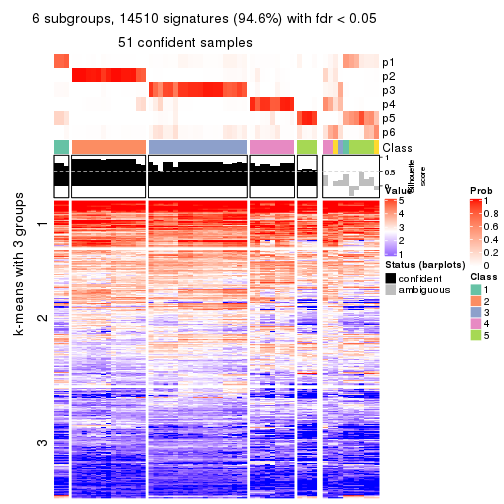 6 subgroups, 14510 signatures (94.6%) with fdr < 0.05
51 confident samples
p1
p2
p3
p4
p5
p6
Class
1
0.5
0
Silhouette
score
k-means with 3 groups
1
2
3
Value
5
4
3
2
1
Status (barplots)
confident
ambiguous
Prob
1
0.8
0.6
0.4
0.2
0
Class
1
2
3
4
5